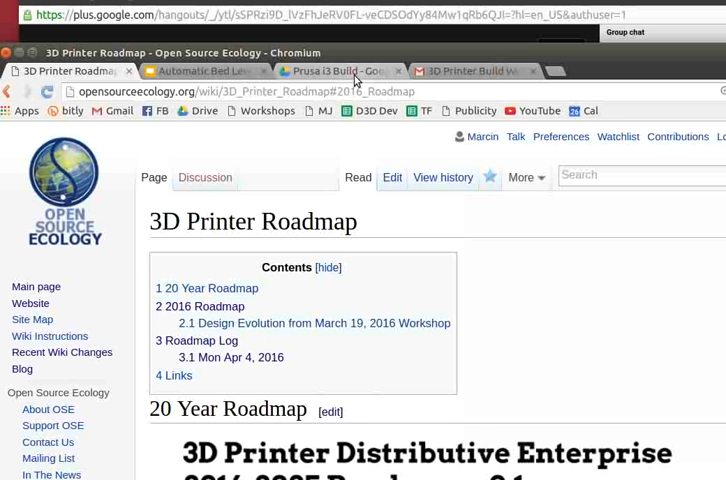 https://plus.google.com/hangouts/_/ytl/sSPRzi9D_lVzFhJeRV0FL-veCDSOdYy84Mw1qRb6QJI=?hl=en_US&authuser=1
Group chat
3D Printer Roadmap - Open Source Ecology - Chromium
3D Printer Roadmap Automatic Bed Lev Prusa i3 Build - Goo 3D Printer Build W
opensourceecology.org/wiki/3D_Printer_Roadmap#2016_Roadmap
Apps bitly Gmail FB Drive Workshops MJ D3D Dev TF Publicity YouTube Cal
Marcin Talk Preferences Watchlist Contributions Lo
Page Discussion Read Edit View history More Search
OPEN
SOURCE
ECOLOGY
3D Printer Roadmap
Contents [hide]
1 20 Year Roadmap
2 2016 Roadmap
2.1 Design Evolution from March 19, 2016 Workshop
3 Roadmap Log
3.1 Mon Apr 4, 2016
4 Links
Main page
Website
Site Map
Wiki Instructions
Recent Wiki Changes
Blog
Open Source Ecology
About OSE
Support OSE
Contact Us
Mailing List
In The News
20 Year Roadmap [edit]
3D Printer Distributive Enterprise